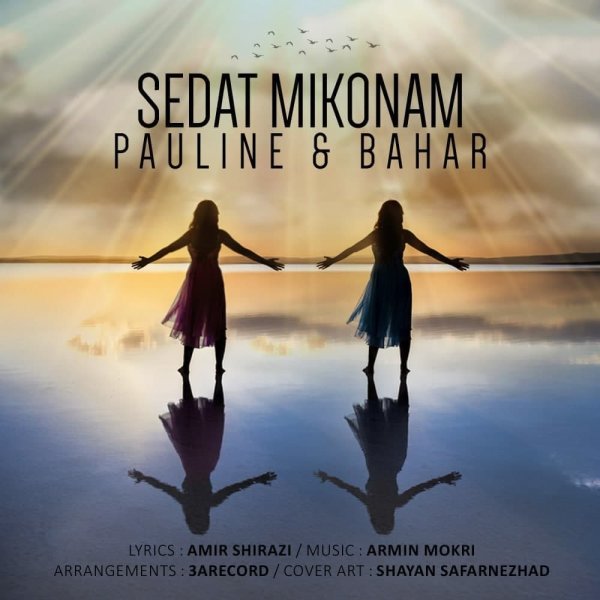 SEDAT MIKONAM
PAULINE & BAHAR
LYRICS : AMIR SHIRAZI / MUSIC : ARMIN MOKRI
ARRANGEMENTS : 3ARECORD / COVER ART : SHAYAN SAFARNEZHAD